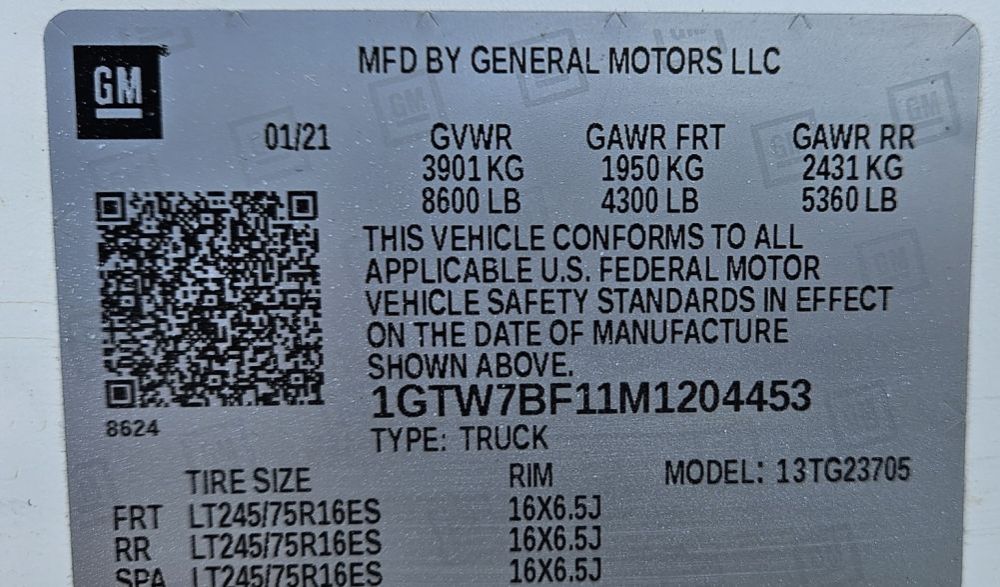 GM
MFD BY GENERAL MOTORS LLC
01/21 GVWR GAWR FRT GAWR RR
3901 KG 1950 KG 2431 KG
8600 LB 4300 LB 5360 LB
THIS VEHICLE CONFORMS TO ALL
APPLICABLE U.S. FEDERAL MOTOR
VEHICLE SAFETY STANDARDS IN EFFECT
ON THE DATE OF MANUFACTURE
SHOWN ABOVE.
1GTW7BF11M1204453
8624
TYPE: TRUCK
TIRE SIZE RIM MODEL: 13TG23705
FRT LT245/75R16ES 16X6.5J
RR LT245/75R16ES 16X6.5J
SPA LT245/75R16ES 16X6.5J